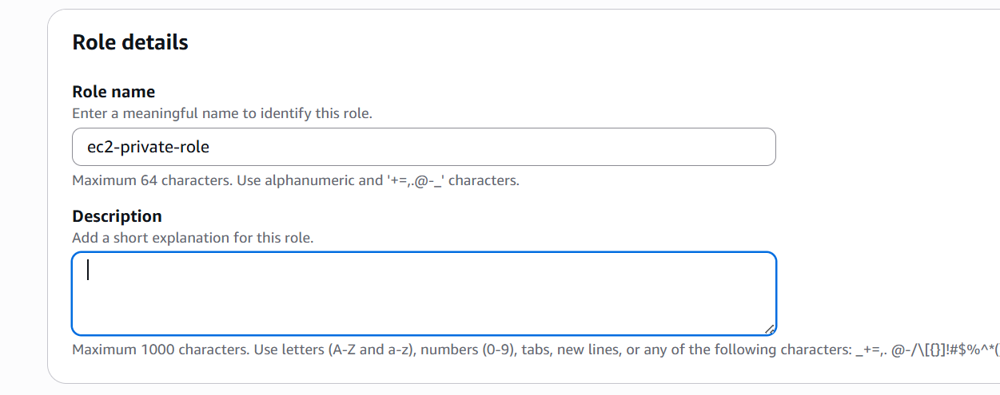 Role details
Role name
Enter a meaningful name to identify this role.
ec2-private-role
Maximum 64 characters. Use alphanumeric and '+=,.@-_' characters.
Description
Add a short explanation for this role.
Maximum 1000 characters. Use letters (A-Z and a-z), numbers (0-9), tabs, new lines, or any of the following characters: _+=,. @-/\[{}]!#$%^*(